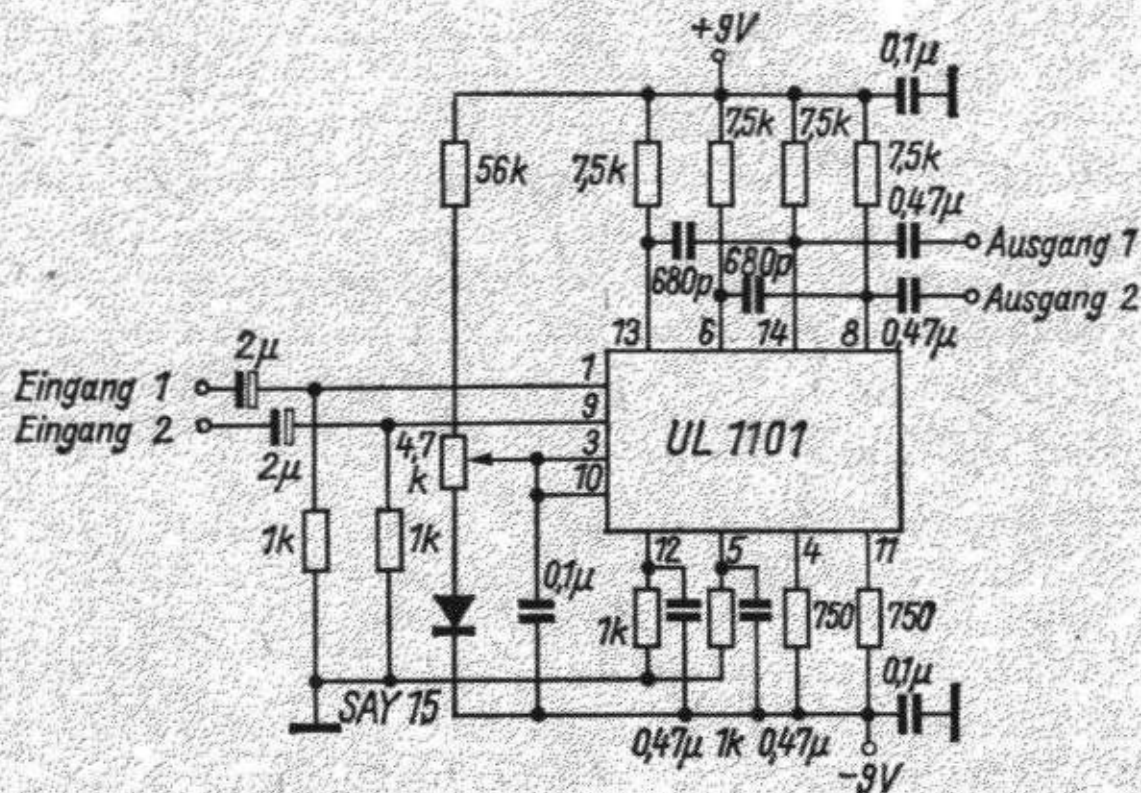 +9V
0,1µ
56k
7,5k
7,5k
7,5k
7,5k
0,47µ
Ausgang 1
680p
680p
Ausgang 2
0,47µ
13
6
14
8
2µ
Eingang 1
1
Eingang 2
9
2µ
4,7
k
3
10
UL 1101
12
5
4
11
1k
1k
0,1µ
1k
750
750
0,1µ
SAY 15
0,47µ
1k
0,47µ
-9V